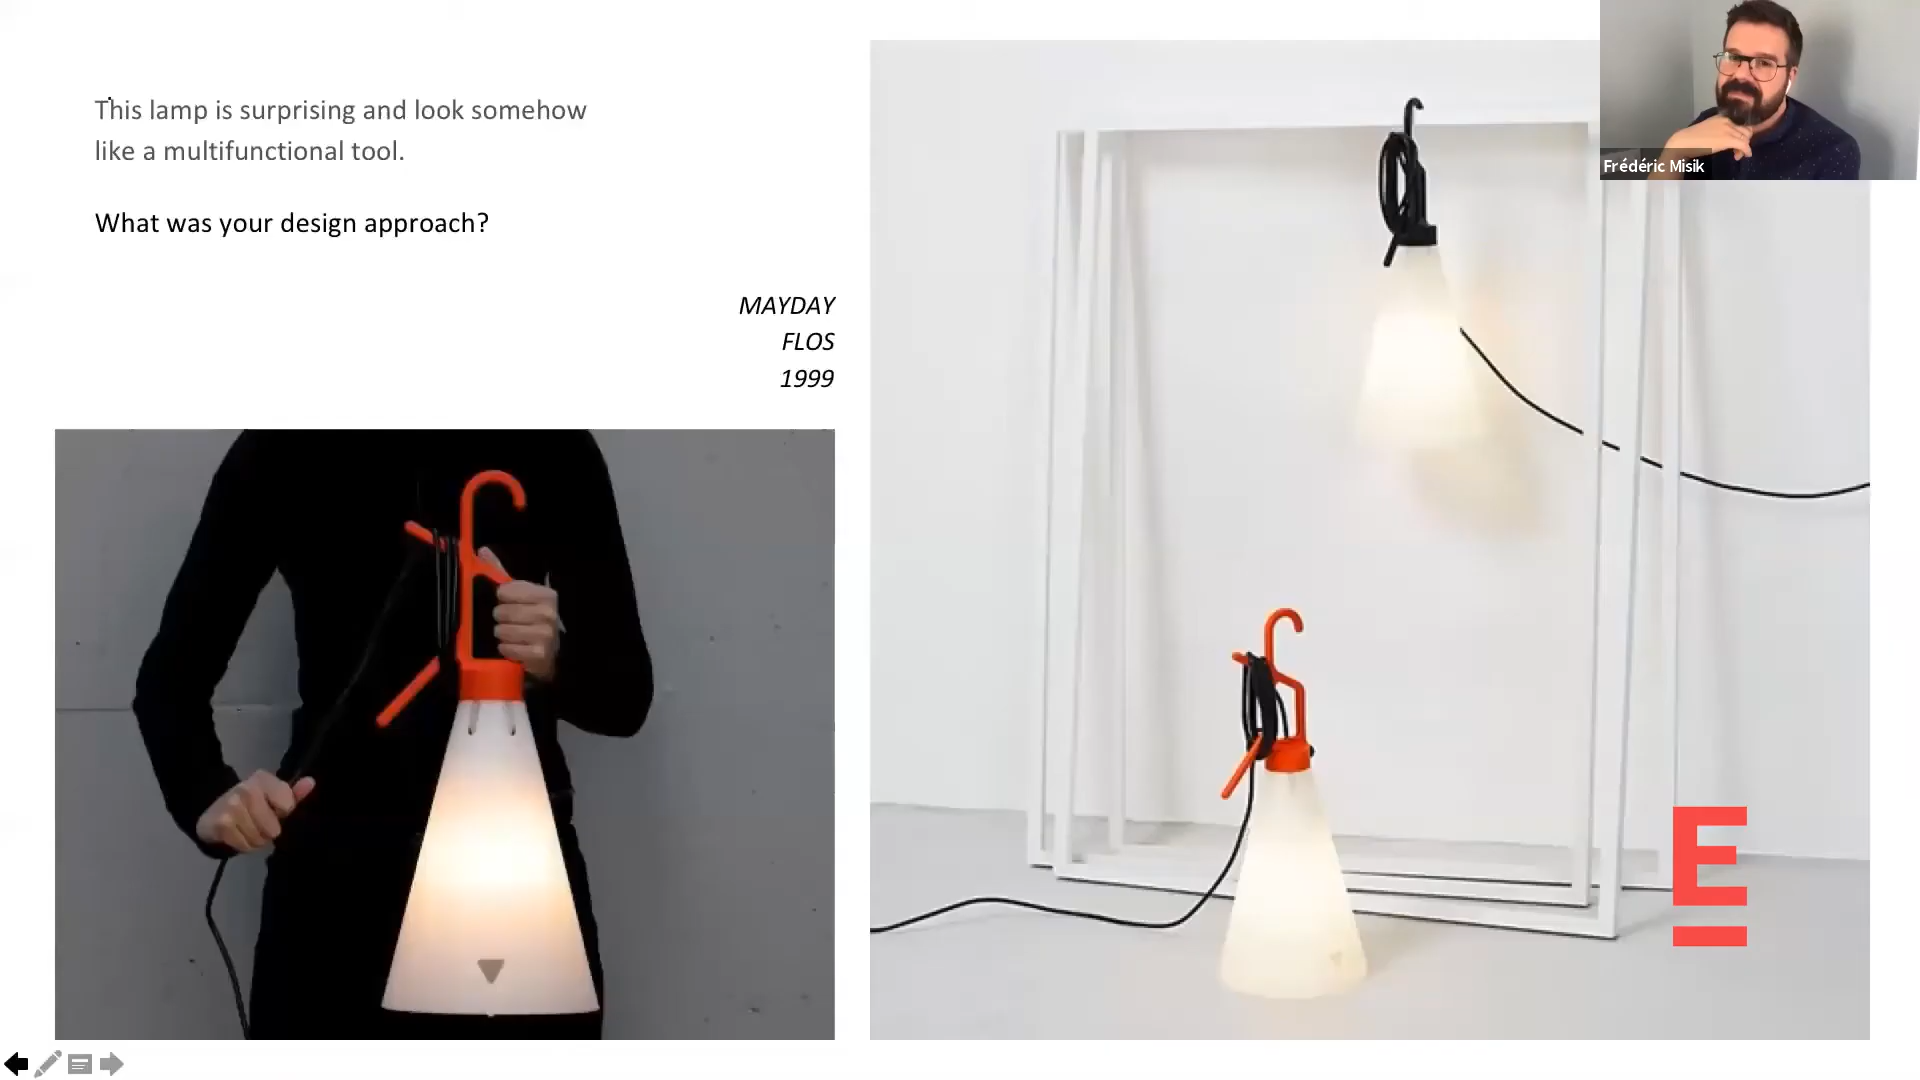 This lamp is surprising and look somehow
like a multifunctional tool.
What was your design approach?
MAYDAY
FLOS
1999
Frédéric Misik
E